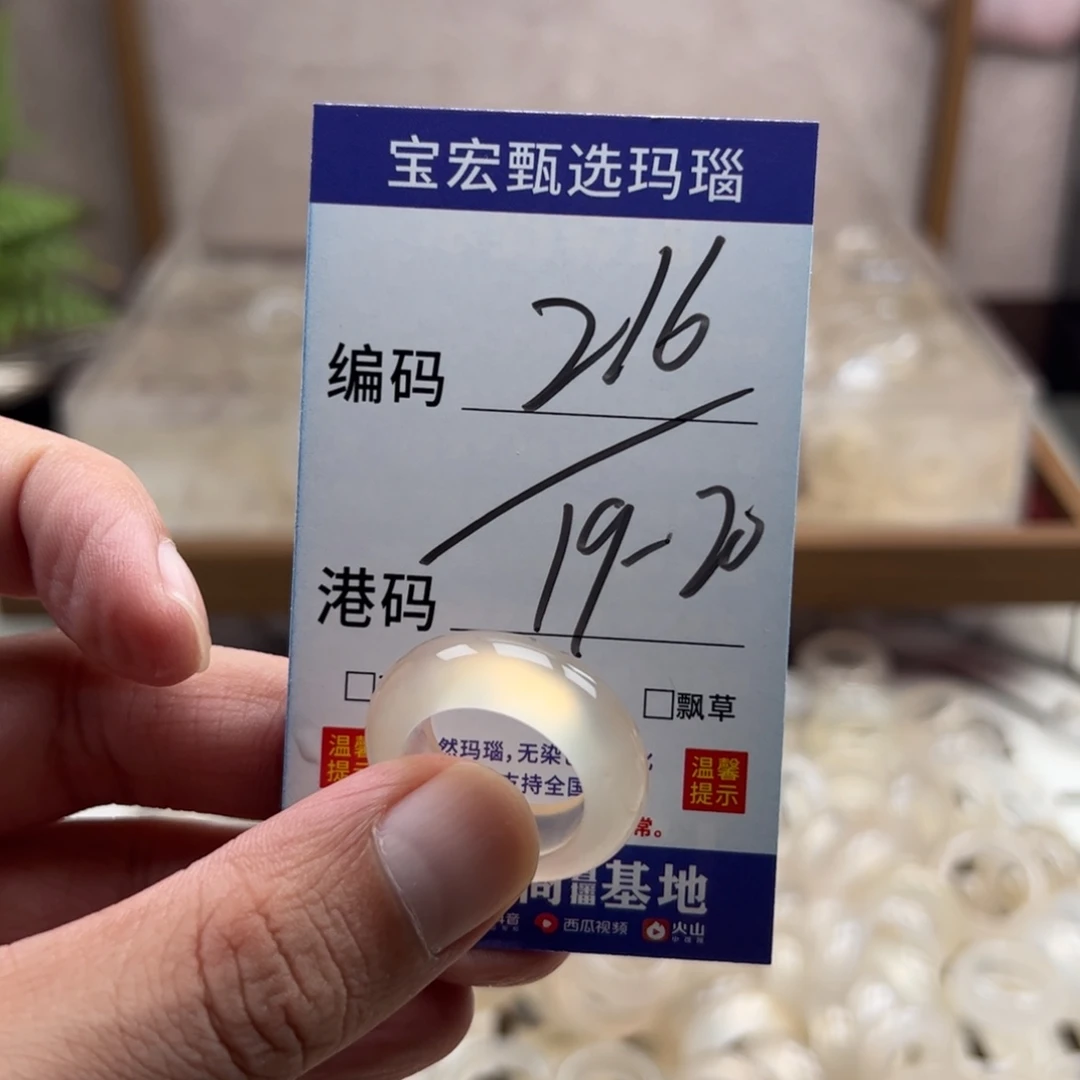 宝宏甄选玛瑙
编码 216
港码 19-20
飘草
温馨 然玛瑙,无染 温馨
提示 支持全国 提示
常。
基地
西瓜视频 火山